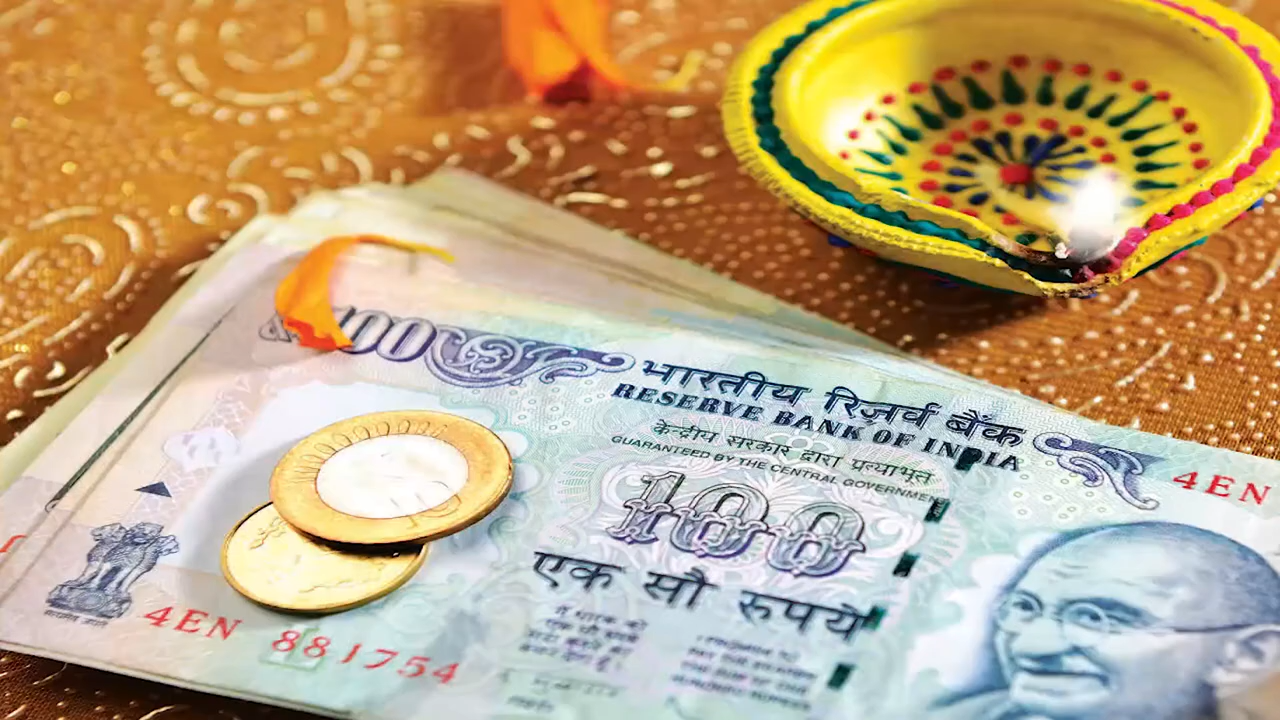 100
भारतीय रिज़र्व बैंक
RESERVE BANK OF INDIA
केन्द्रीय सरकार द्वारा प्रत्याभूत
GUARANTEED BY THE CENTRAL GOVERNMENT
4EN
100
एक सौ रुपये
4EN 881754